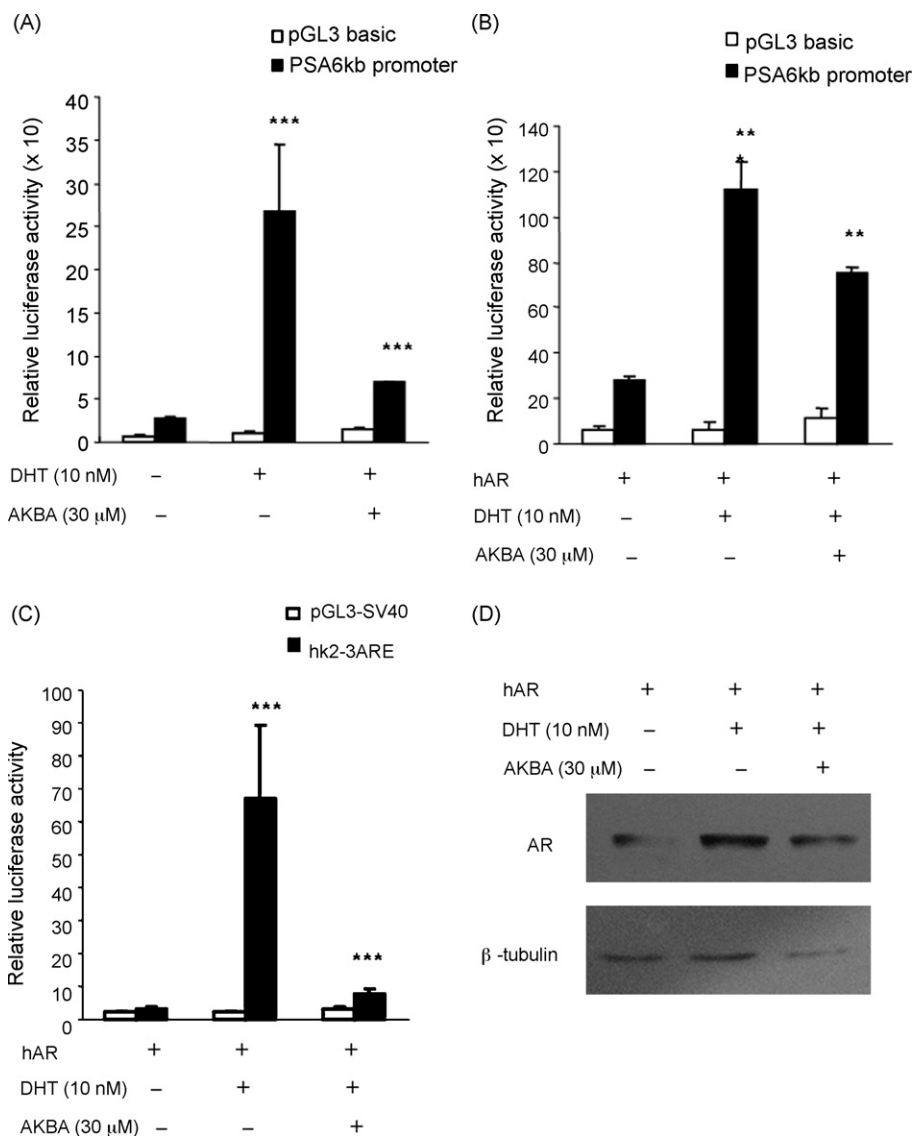 (A)
pGL3 basic
PSA6kb promoter
Relative luciferase activity (x 10)
40
35
30
25
20
15
10
5
0
***
***
DHT (10 nM) – + +
AKBA (30 μM) – – +
(B)
pGL3 basic
PSA6kb promoter
Relative luciferase activity (x 10)
140
120
100
80
60
40
20
0
**
*
**
hAR + + +
DHT (10 nM) – + +
AKBA (30 μM) – – +
(C)
pGL3-SV40
hk2-3ARE
Relative luciferase activity
100
90
80
70
60
50
40
30
20
10
0
***
***
hAR + + +
DHT (10 nM) – + +
AKBA (30 μM) – – +
(D)
hAR + + +
DHT (10 nM) – + +
AKBA (30 μM) – – +
AR
β -tubulin